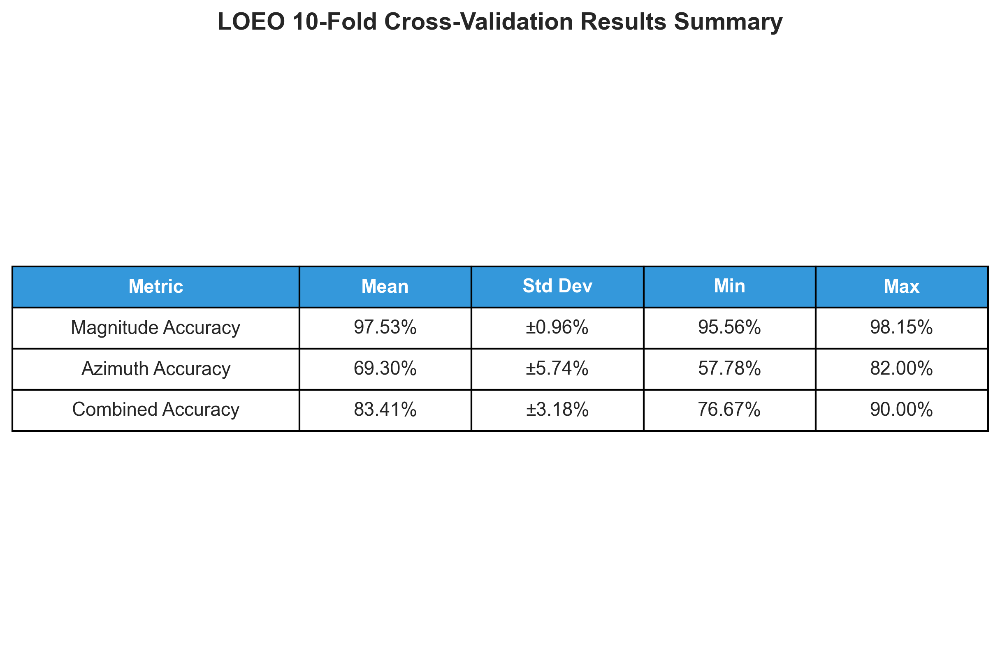 LOEO 10-Fold Cross-Validation Results Summary
Metric Mean Std Dev Min Max
Magnitude Accuracy 97.53% ±0.96% 95.56% 98.15%
Azimuth Accuracy 69.30% ±5.74% 57.78% 82.00%
Combined Accuracy 83.41% ±3.18% 76.67% 90.00%